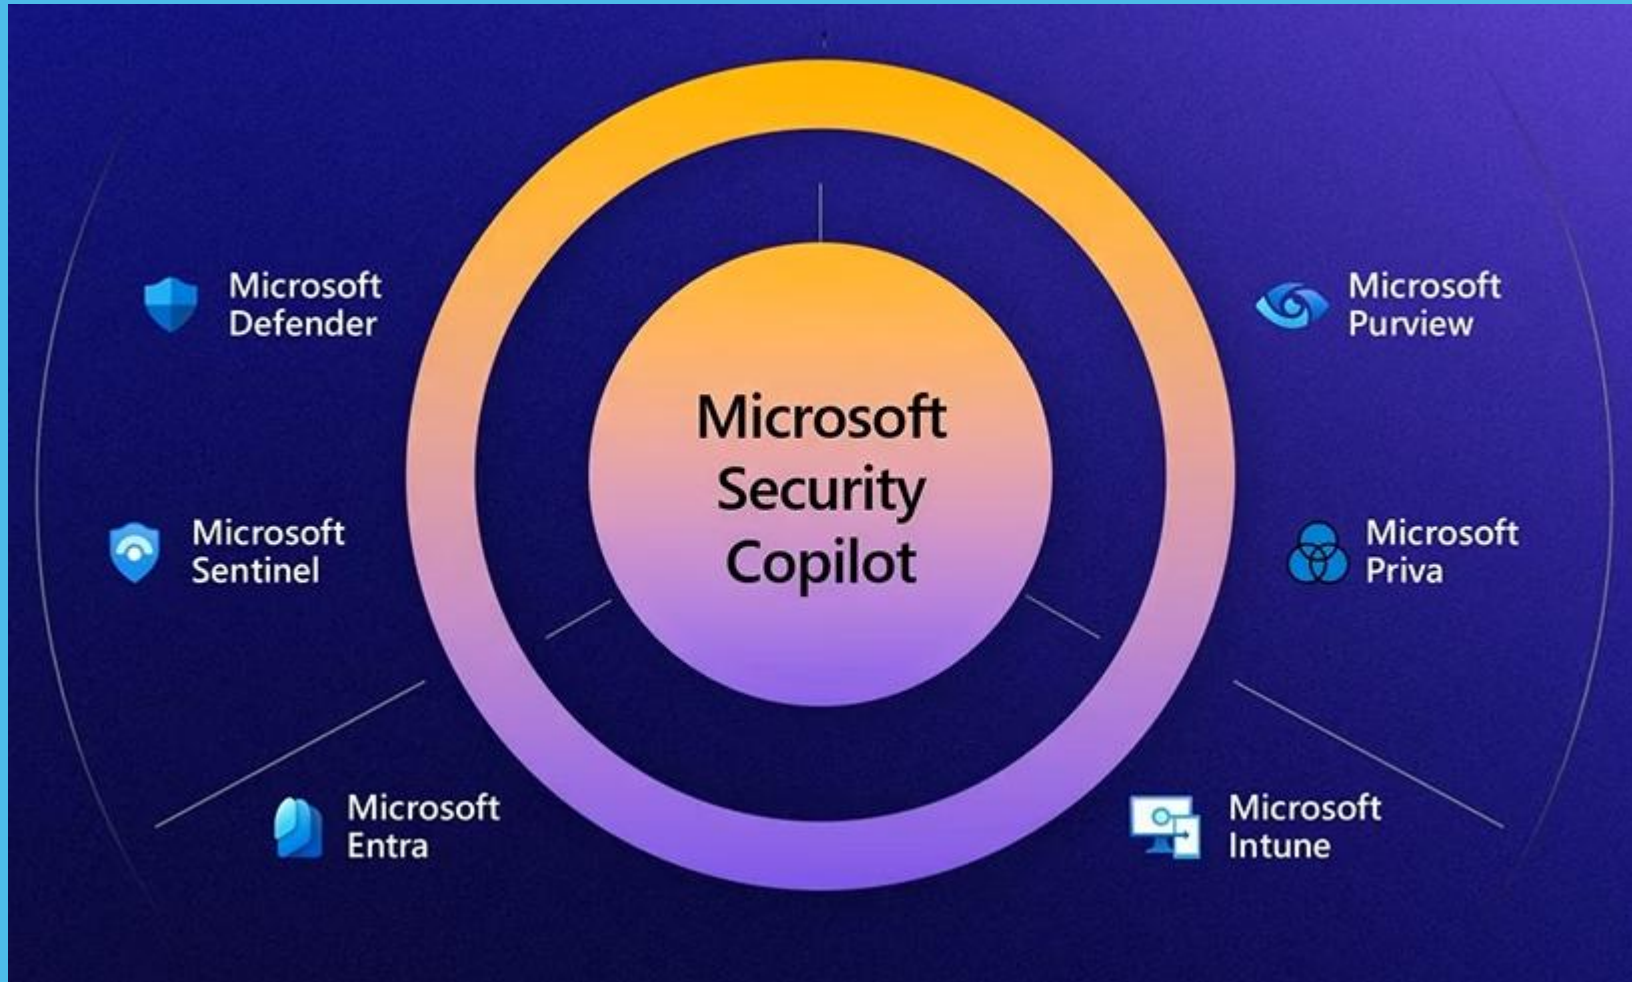 Microsoft
Defender
Microsoft
Purview
Microsoft
Security
Copilot
Microsoft
Sentinel
Microsoft
Priva
Microsoft
Entra
Microsoft
Intune